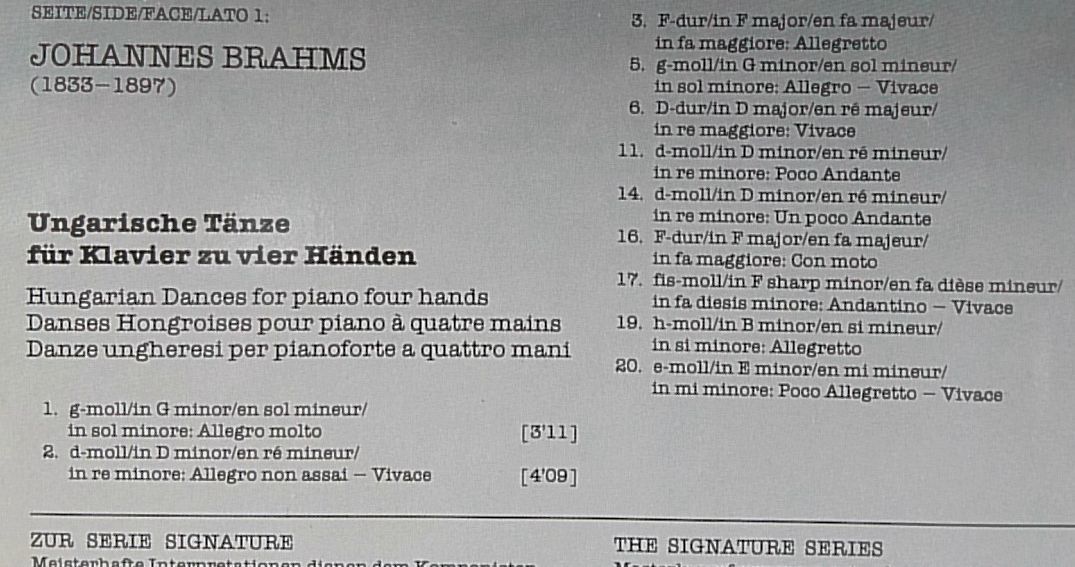 SEITE/SIDE/FACE/LATO 1:
JOHANNES BRAHMS
(1833–1897)
Ungarische Tänze
für Klavier zu vier Händen
Hungarian Dances for piano four hands
Danses Hongroises pour piano à quatre mains
Danze ungheresi per pianoforte a quattro mani
1. g-moll/in G minor/en sol mineur/
in sol minore: Allegro molto [3'11]
2. d-moll/in D minor/en ré mineur/
in re minore: Allegro non assai – Vivace [4'09]
3. F-dur/in F major/en fa majeur/
in fa maggiore: Allegretto
5. g-moll/in G minor/en sol mineur/
in sol minore: Allegro – Vivace
6. D-dur/in D major/en ré majeur/
in re maggiore: Vivace
11. d-moll/in D minor/en ré mineur/
in re minore: Poco Andante
14. d-moll/in D minor/en ré mineur/
in re minore: Un poco Andante
16. F-dur/in F major/en fa majeur/
in fa maggiore: Con moto
17. fis-moll/in F sharp minor/en fa dièse mineur/
in fa diesis minore: Andantino – Vivace
19. h-moll/in B minor/en si mineur/
in si minore: Allegretto
20. e-moll/in E minor/en mi mineur/
in mi minore: Poco Allegretto – Vivace
ZUR SERIE SIGNATURE
Meisterhafte Interpretationen dienen dem Komponisten
THE SIGNATURE SERIES